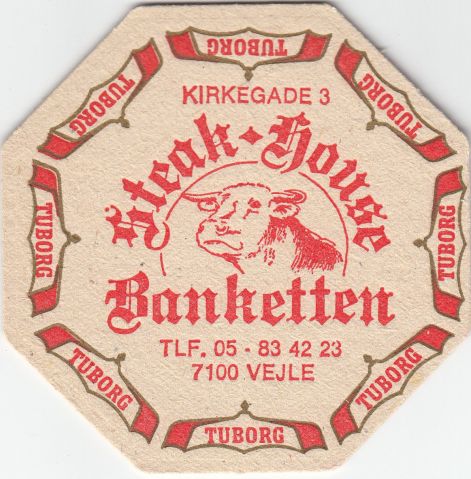 TUBORG
TUBORG
TUBORG
KIRKEGADE 3
Steak-House
TUBORG
TUBORG
Banketten
TLF. 05 - 83 42 23
7100 VEJLE
TUBORG
TUBORG
TUBORG